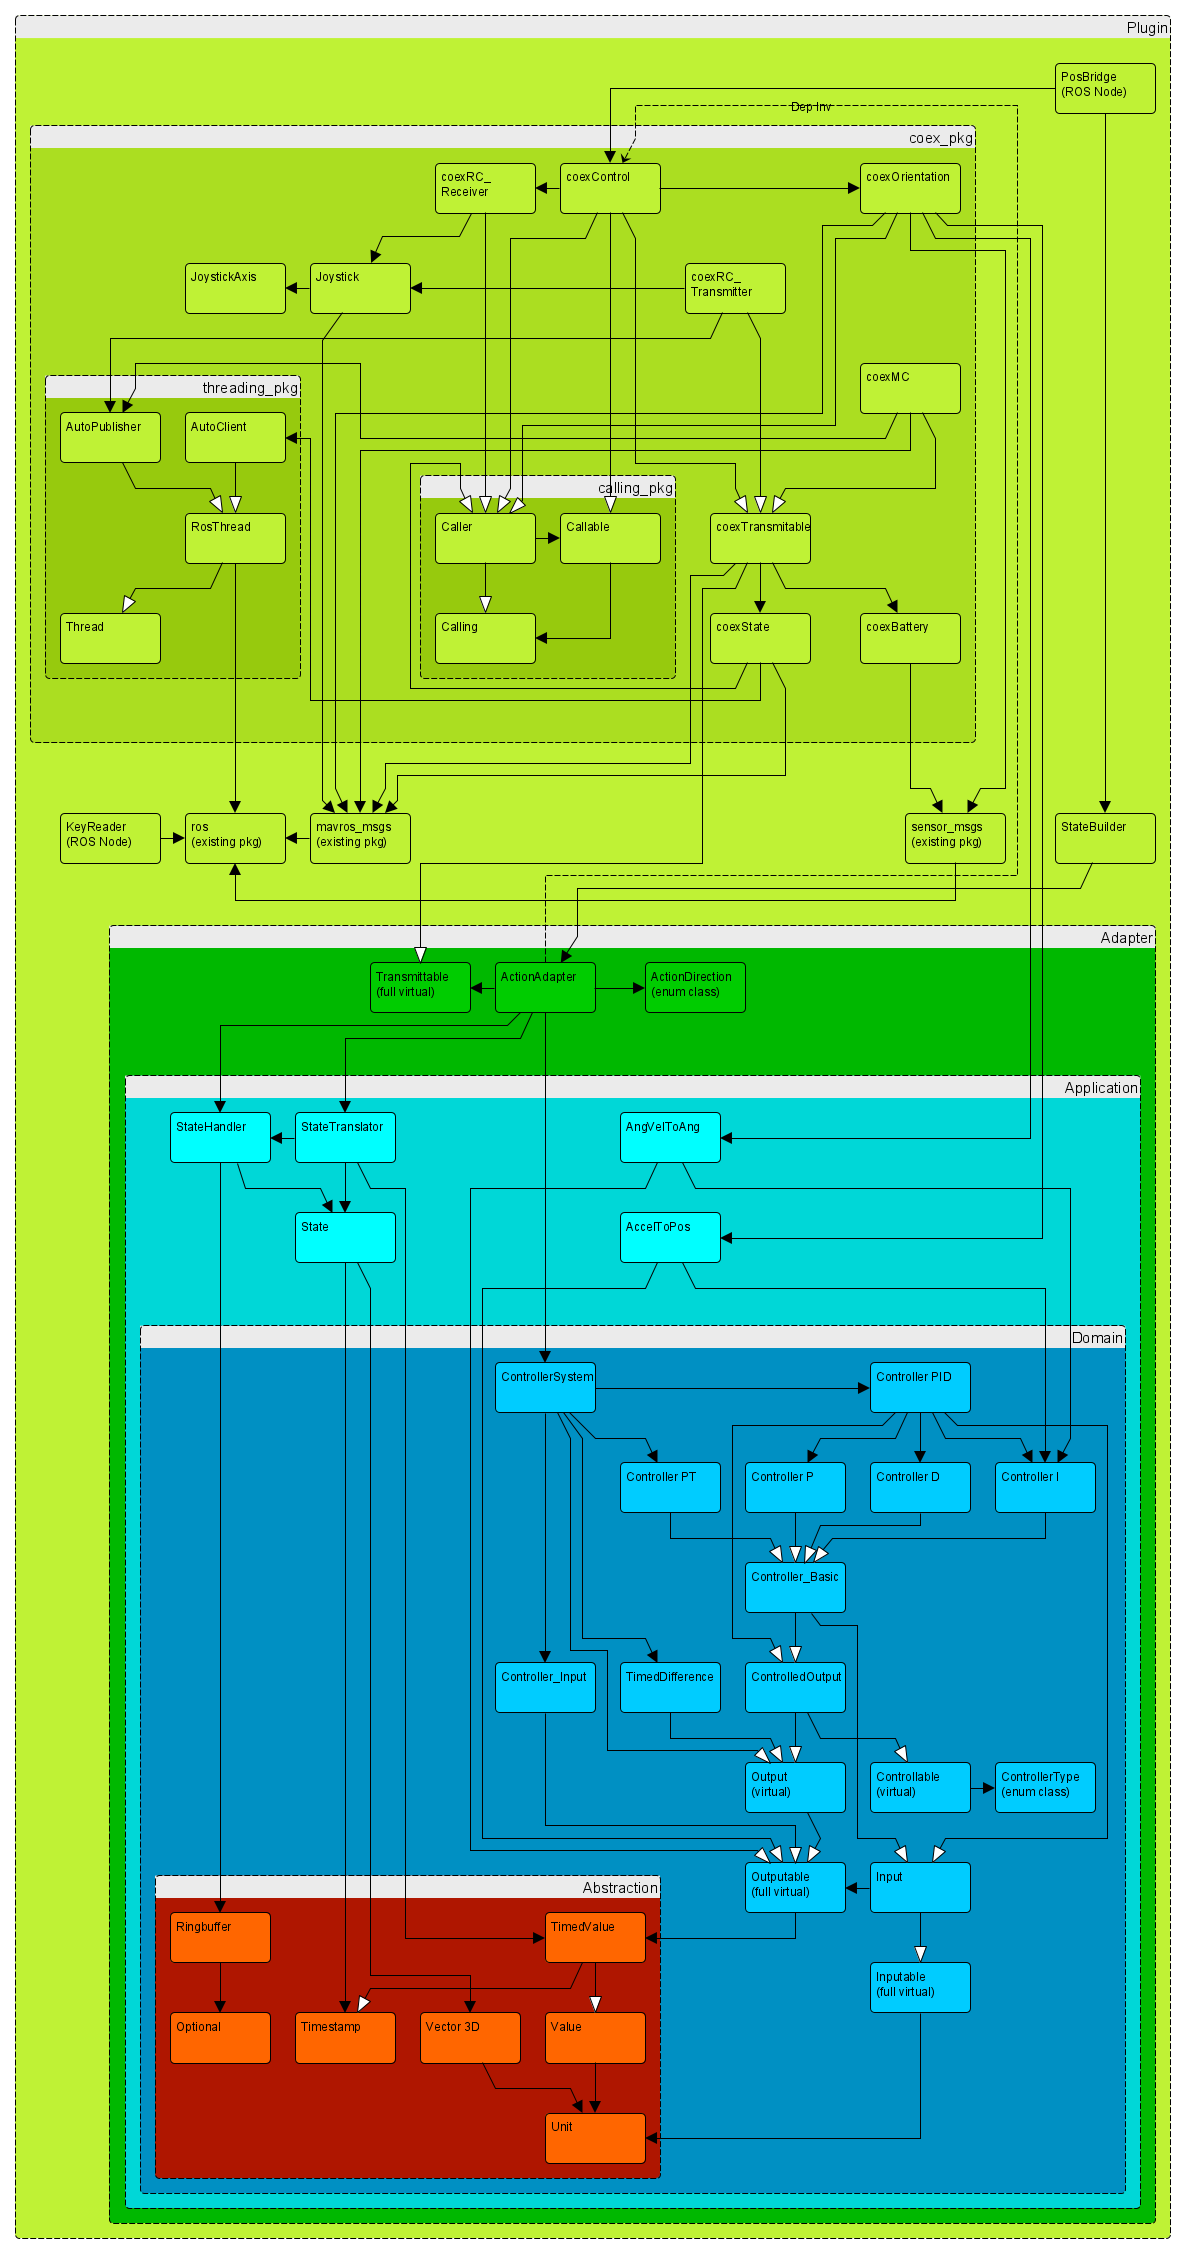 Plugin
PosBridge
(ROS Node)
Dep Inv
coex_pkg
coexRC_
Receiver
coexControl
coexOrientation
JoystickAxis
Joystick
coexRC_
Transmitter
coexMC
threading_pkg
AutoPublisher
AutoClient
calling_pkg
RosThread
Caller
Callable
coexTransmitable
Thread
Calling
coexState
coexBattery
KeyReader
(ROS Node)
ros
(existing pkg)
mavros_msgs
(existing pkg)
sensor_msgs
(existing pkg)
StateBuilder
Adapter
Transmittable
(full virtual)
ActionAdapter
ActionDirection
(enum class)
Application
StateHandler
StateTranslator
AngVelToAng
State
AccelToPos
Domain
ControllerSystem
Controller PID
Controller PT
Controller P
Controller D
Controller I
Controller_Basic
Controller_Input
TimedDifference
ControlledOutput
Output
(virtual)
Controllable
(virtual)
ControllerType
(enum class)
Outputable
(full virtual)
Input
Abstraction
Ringbuffer
TimedValue
Inputable
(full virtual)
Optional
Timestamp
Vector 3D
Value
Unit